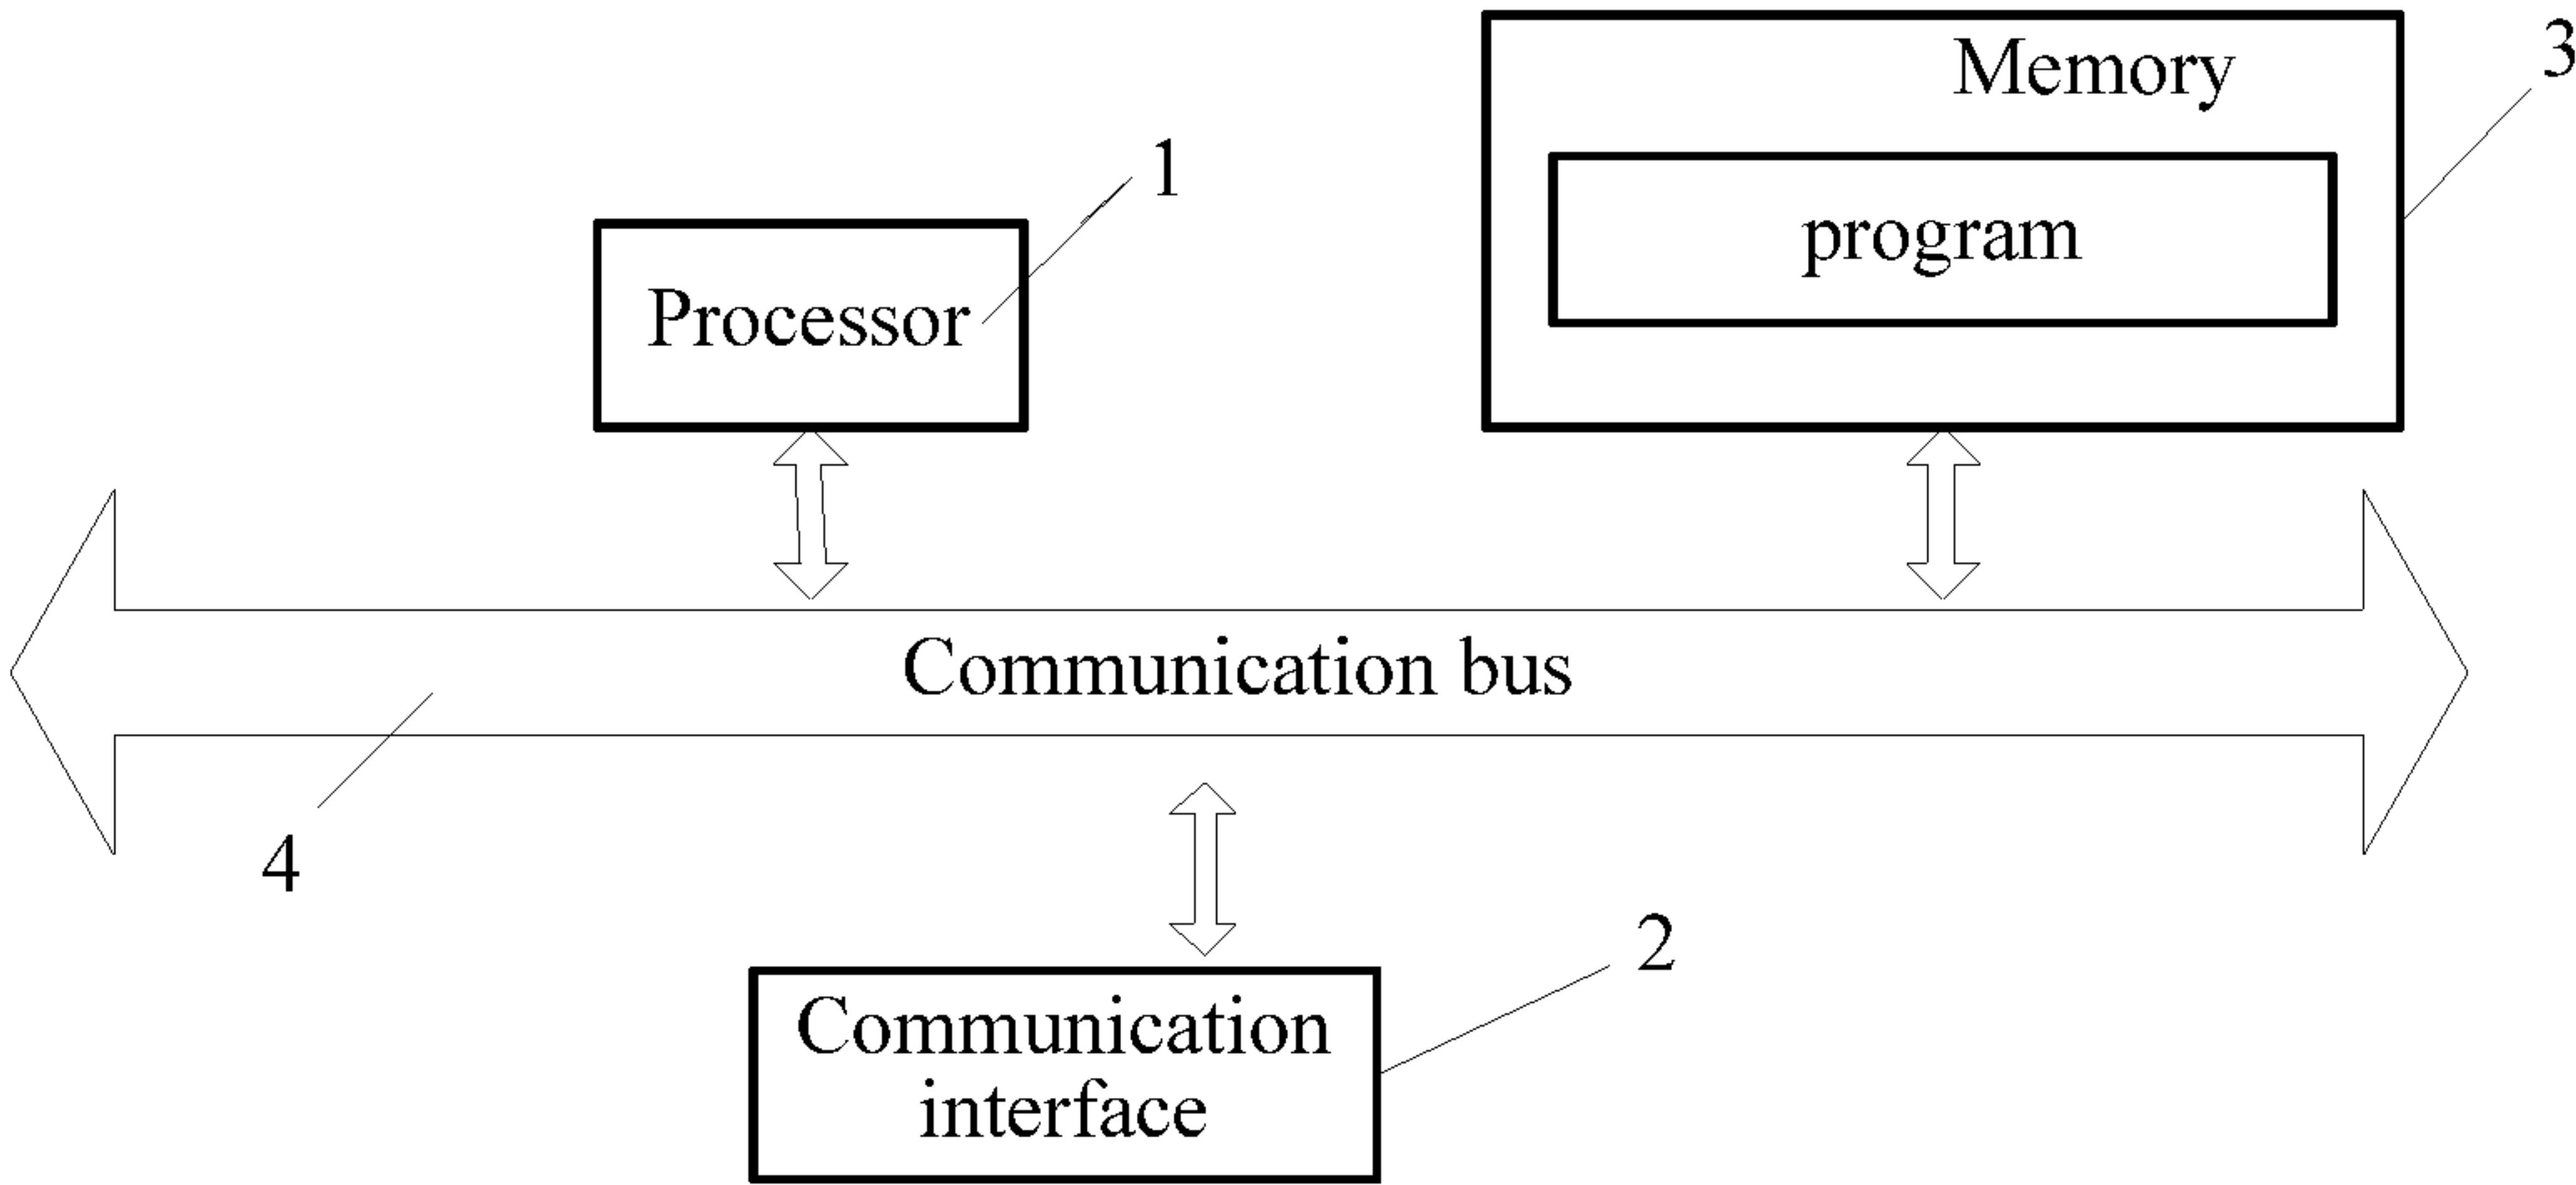 Memory
3
1
program
Processor
Communication bus
4
2
Communication
interface